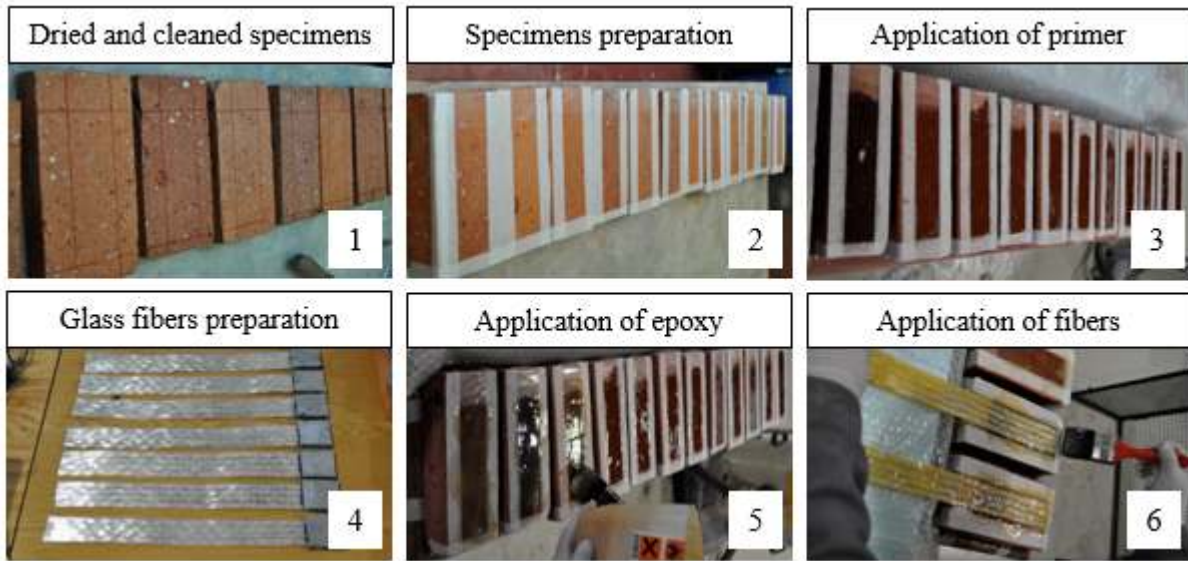 Dried and cleaned specimens
Specimens preparation
Application of primer
1
2
3
Glass fibers preparation
Application of epoxy
Application of fibers
4
5
6